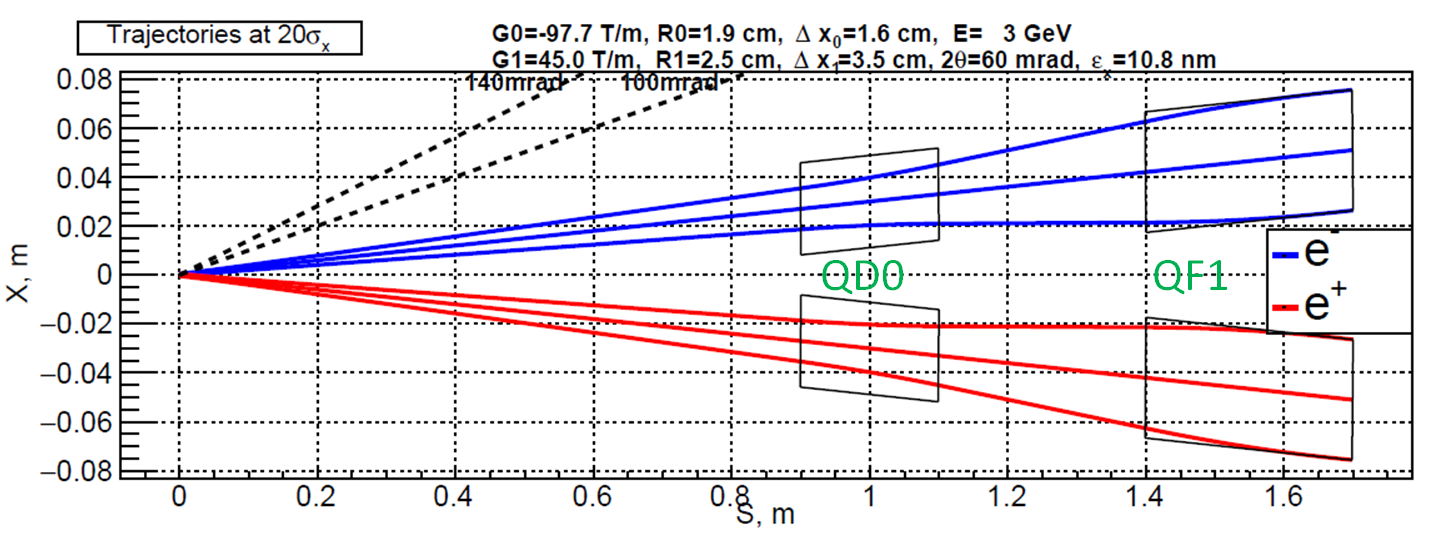 Trajectories at 20σx
G0=-97.7 T/m, R0=1.9 cm, Δ x0=1.6 cm, E= 3 GeV
G1=45.0 T/m, R1=2.5 cm, Δ x1=3.5 cm, 2θ=60 mrad, εx=10.8 nm
140mrad 100mrad
0.08
0.06
0.04
0.02
0
−0.02
−0.04
−0.06
−0.08
X, m
QD0 QF1
e-
e+
0 0.2 0.4 0.6 0.8 1 1.2 1.4 1.6
S, m